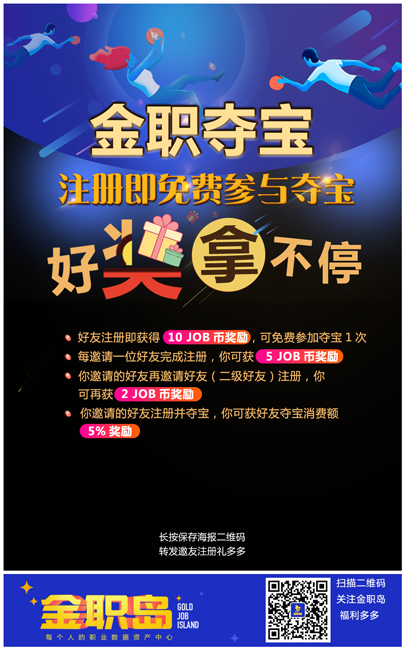 金职夺宝
注册即免费参与夺宝
好奖拿不停
好友注册即获得 10 JOB 币奖励，可免费参加夺宝 1 次
每邀请一位好友完成注册，你可获 5 JOB 币奖励
你邀请的好友再邀请好友（二级好友）注册，你
可再获 2 JOB 币奖励
你邀请的好友注册并夺宝，你可获好友夺宝消费额
5% 奖励
长按保存海报二维码
转发邀友注册礼多多
金职岛
GOLD
JOB
ISLAND
每个人的职业数据资产中心
扫描二维码
关注金职岛
福利多多